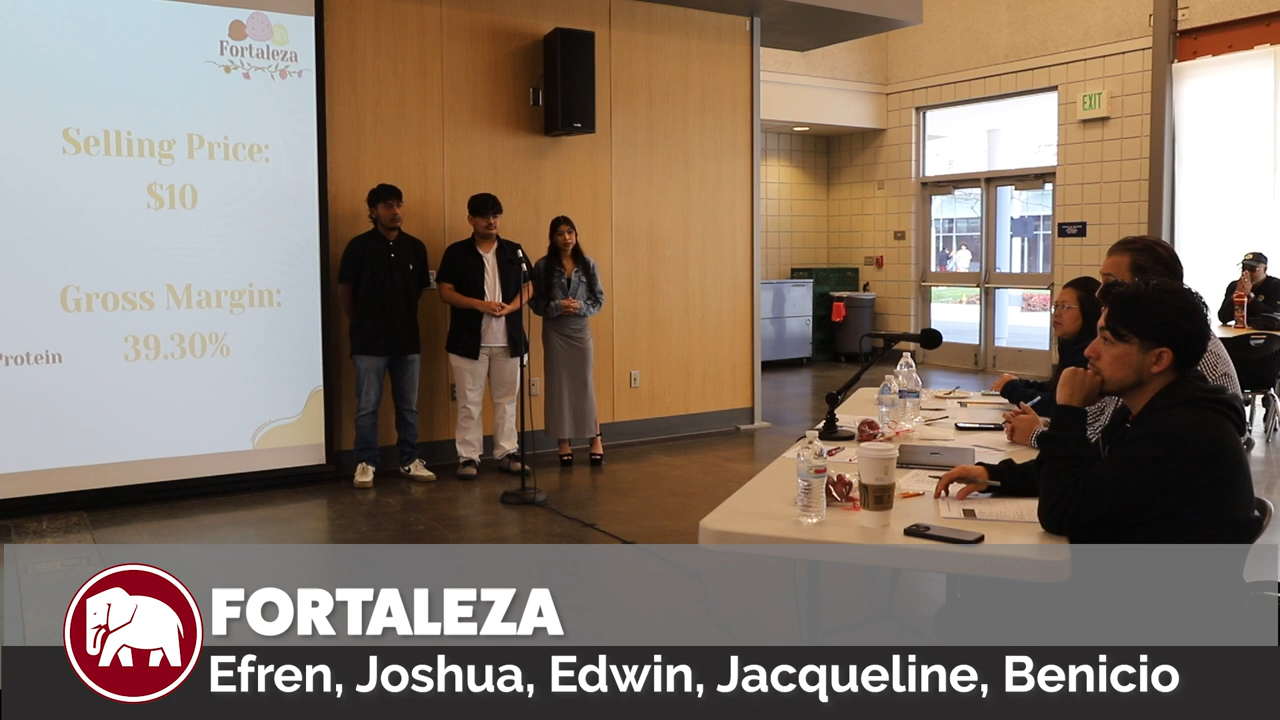 Fortaleza
Selling Price:
$10
Gross Margin:
39.30%
Protein
EXIT
FORTALEZA
Efren, Joshua, Edwin, Jacqueline, Benicio